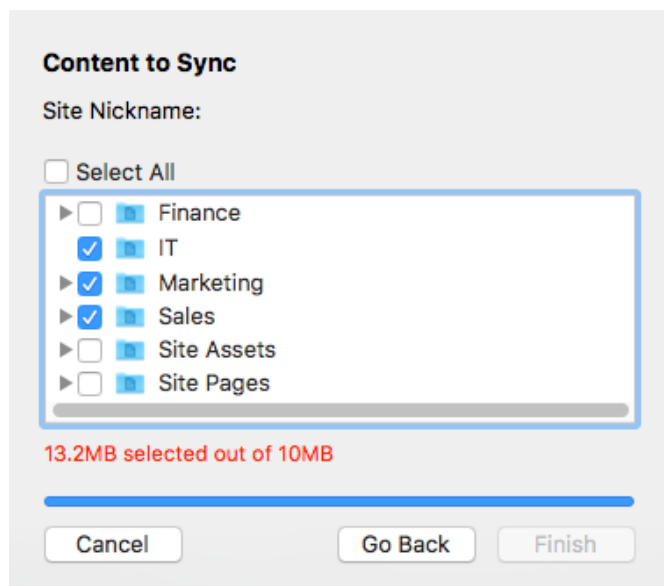 Content to Sync
Site Nickname:
Select All
Finance
IT
Marketing
Sales
Site Assets
Site Pages
13.2MB selected out of 10MB
Cancel Go Back Finish